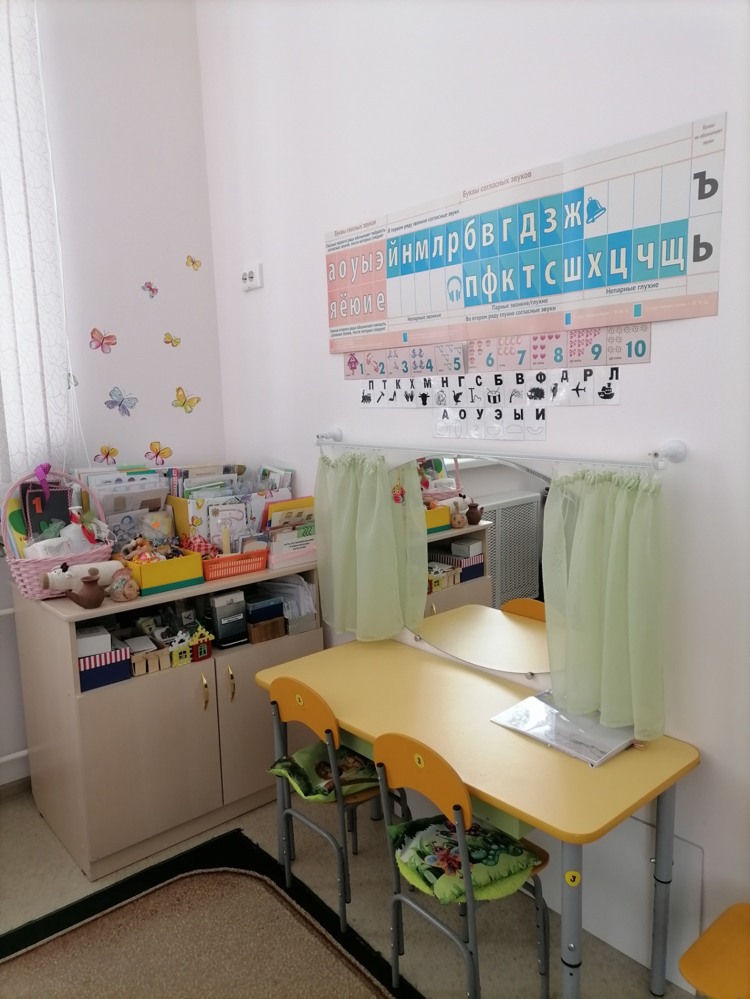 Буквы гласных звуков
Буквы согласных звуков
Буквы
не обозначают
звуки
Гласные первого ряда обозначают твёрдость
согласных звуков, после которых следуют
В первом ряду звонкие согласные звуки
а о у ы э й н м л р б в г д з ж ъ
я ё ю и е п ф к т с ш х ц ч щ ь
Гласные второго ряда обозначают мягкость
согласных звуков, после которых следуют
Непарные звонкие
Парные звонкие/глухие
Непарные глухие
Во втором ряду глухие согласные звуки
1 2 3 4 5 6 7 8 9 10
шесть семь во-семь де-вять де-сять
П Т К Х М Н Г С Б В Ф Д Р Л
А О У Э Ы И
1
ИГРЫ ПО ФОРМИРОВАНИЮ
ГРАММАТИЧЕСКИХ
КАТЕГОРИЙ
Ж
А
3
3
3